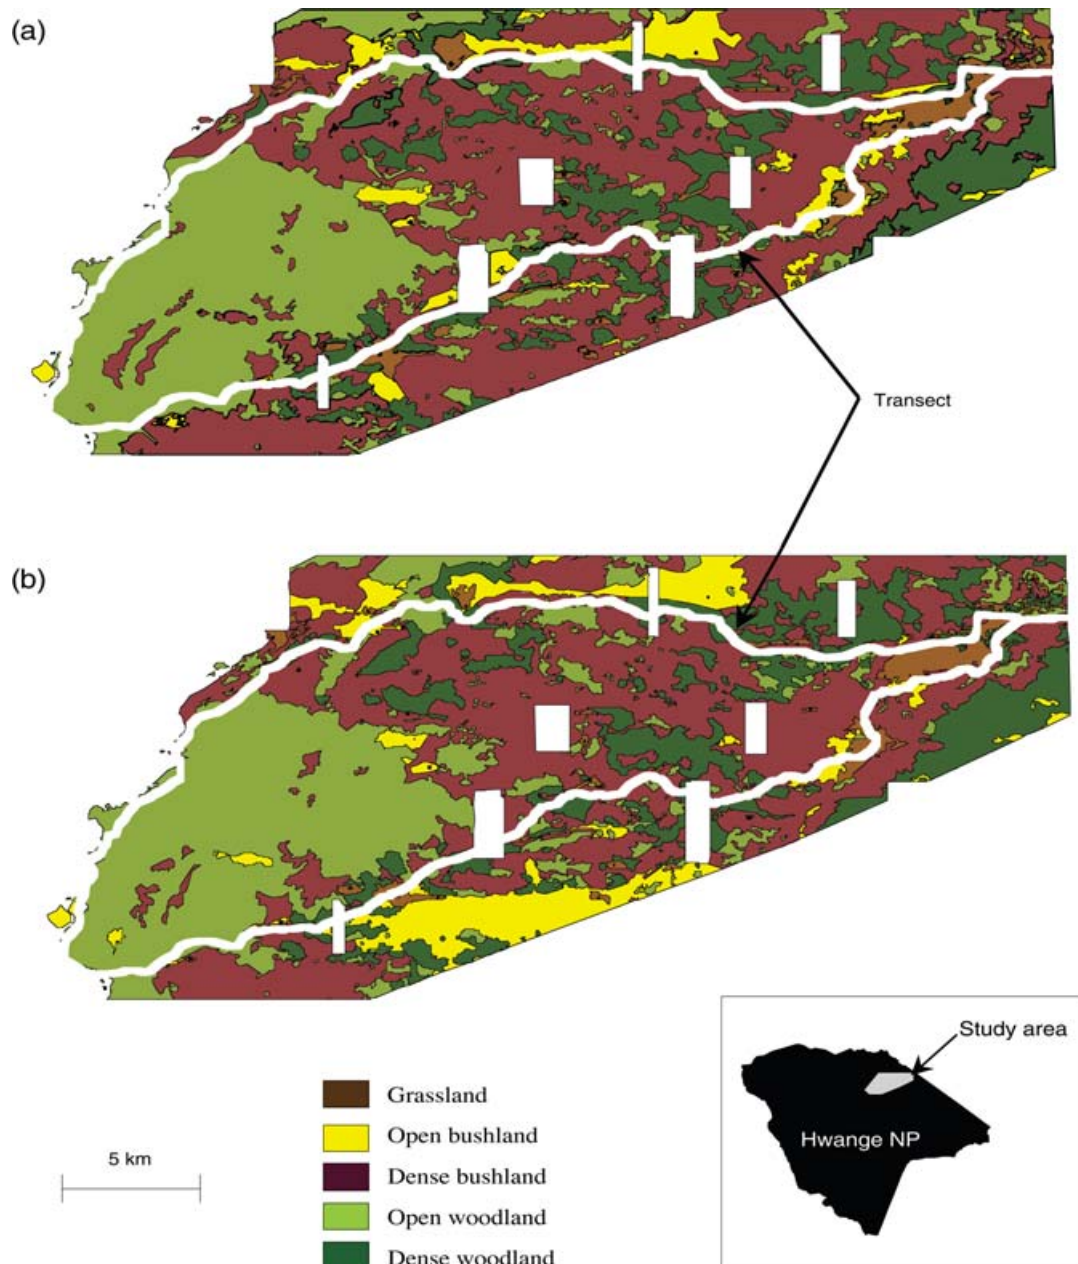 (a)
Transect
(b)
Study area
Hwange NP
5 km
Grassland
Open bushland
Dense bushland
Open woodland
Dense woodland